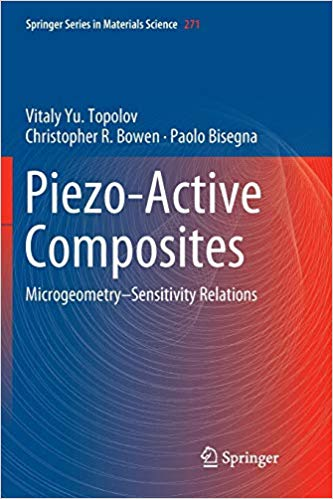 Springer Series in Materials Science 271
Vitaly Yu. Topolov
Christopher R. Bowen · Paolo Bisegna
Piezo-Active
Composites
Microgeometry–Sensitivity Relations
Springer